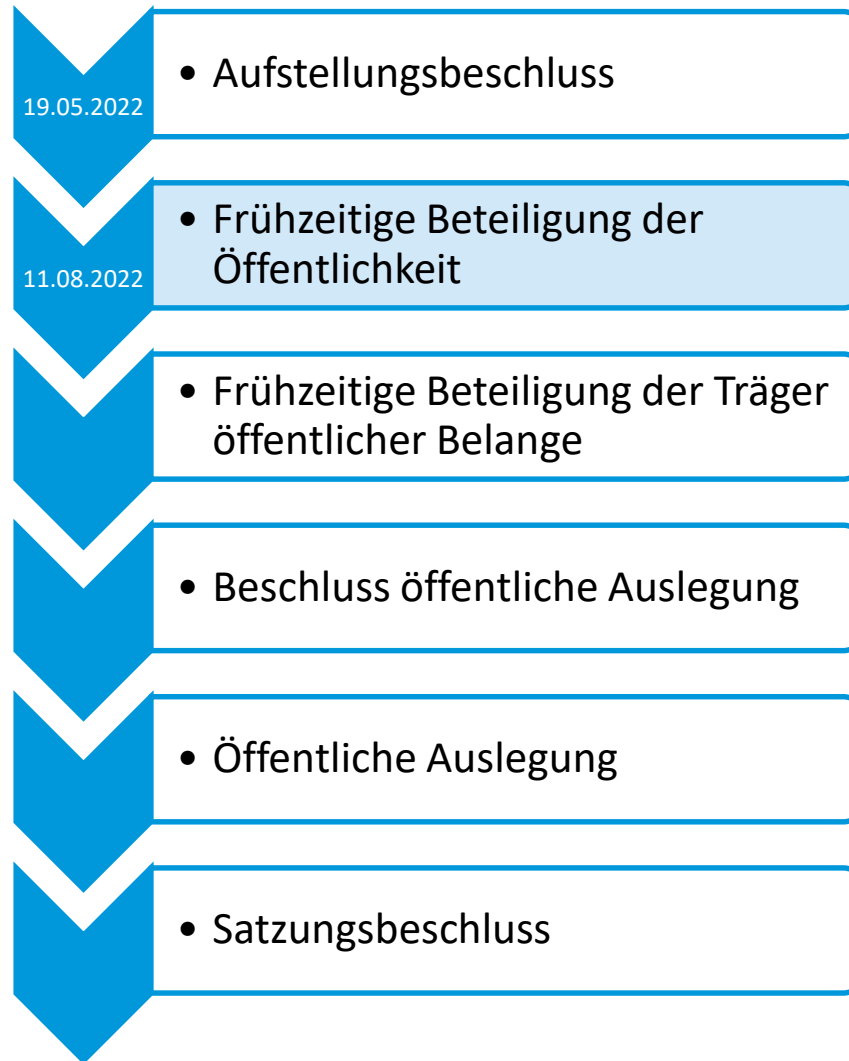 19.05.2022
• Aufstellungsbeschluss
11.08.2022
• Frühzeitige Beteiligung der
Öffentlichkeit
• Frühzeitige Beteiligung der Träger
öffentlicher Belange
• Beschluss öffentliche Auslegung
• Öffentliche Auslegung
• Satzungsbeschluss